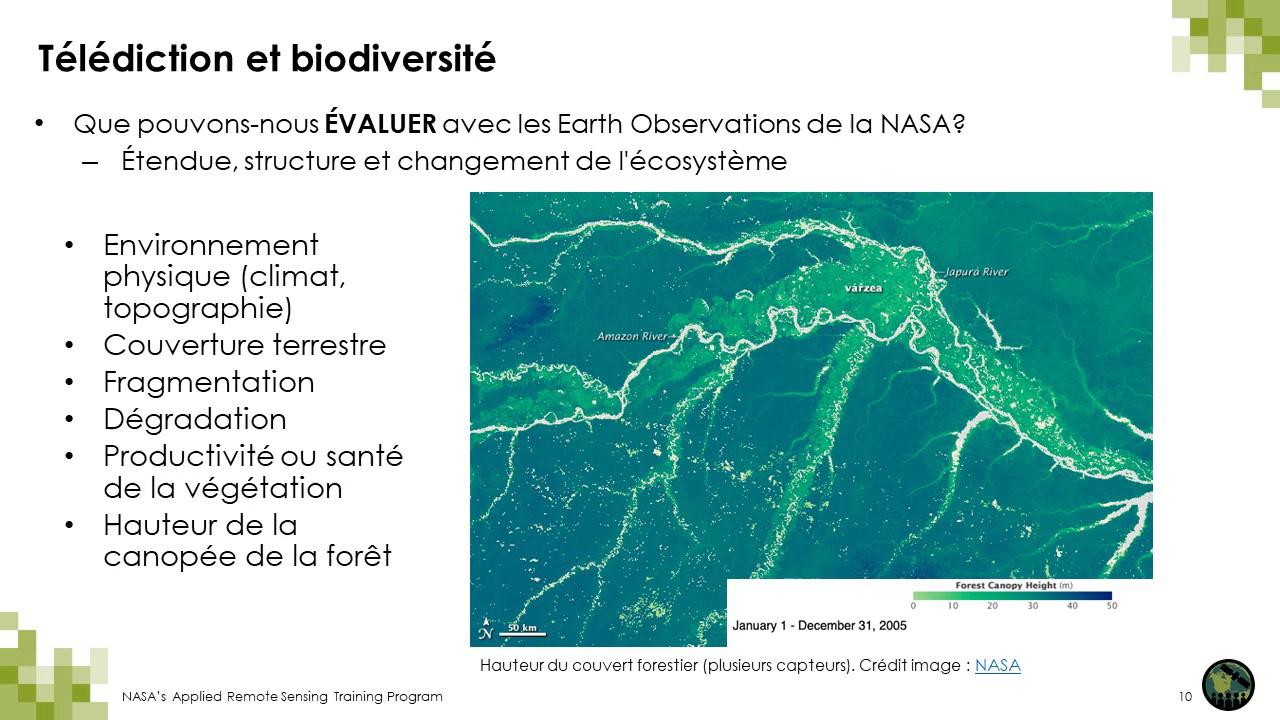 Télédiction et biodiversité
• Que pouvons-nous ÉVALUER avec les Earth Observations de la NASA?
– Étendue, structure et changement de l'écosystème
• Environnement
physique (climat,
topographie)
• Couverture terrestre
• Fragmentation
• Dégradation
• Productivité ou santé
de la végétation
• Hauteur de la
canopée de la forêt
Japurá River
várzea
Amazon River
Forest Canopy Height (m)
0 10 20 30 40 50
January 1 - December 31, 2005
N 50 km
Hauteur du couvert forestier (plusieurs capteurs). Crédit image : NASA
NASA's Applied Remote Sensing Training Program
10